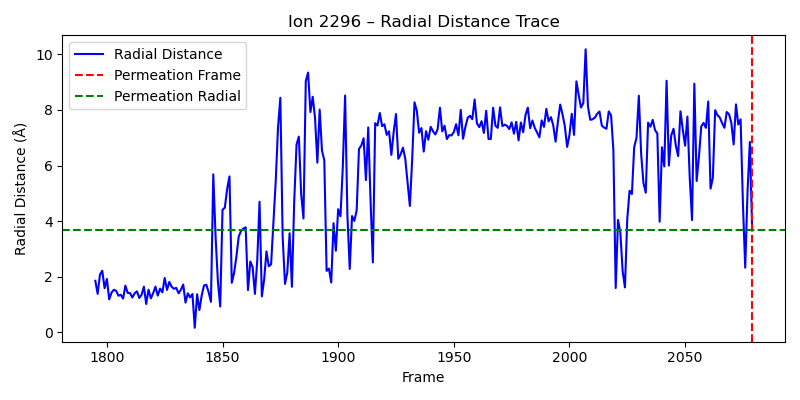 Ion 2296 – Radial Distance Trace
Radial Distance
Permeation Frame
Permeation Radial
Radial Distance (Å)
10
8
6
4
2
0
1800 1850 1900 1950 2000 2050
Frame